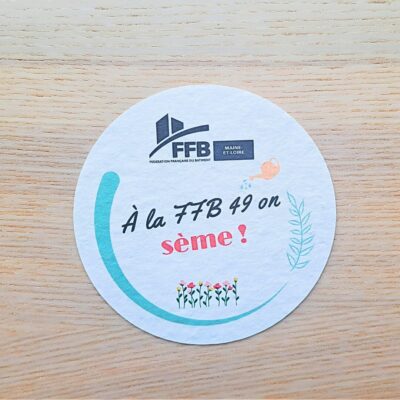 FFB
FÉDÉRATION FRANÇAISE DU BÂTIMENT
MAINE-
ET-LOIRE
À la FFB 49 on
sème !